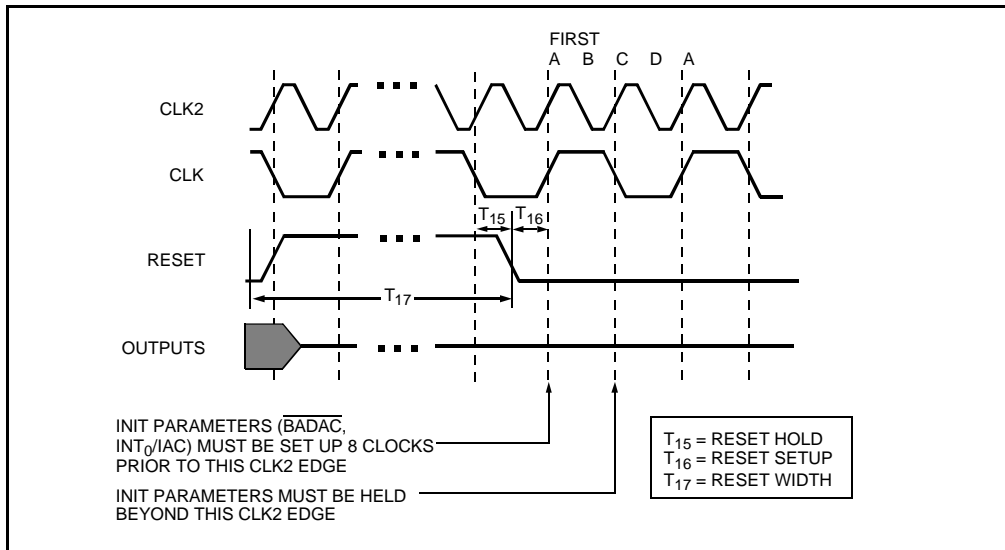 FIRST
A B C D A
CLK2
CLK
T15 T16
RESET
T17
OUTPUTS
INIT PARAMETERS (BADAC,
INT0/IAC) MUST BE SET UP 8 CLOCKS
PRIOR TO THIS CLK2 EDGE
INIT PARAMETERS MUST BE HELD
BEYOND THIS CLK2 EDGE
T15 = RESET HOLD
T16 = RESET SETUP
T17 = RESET WIDTH